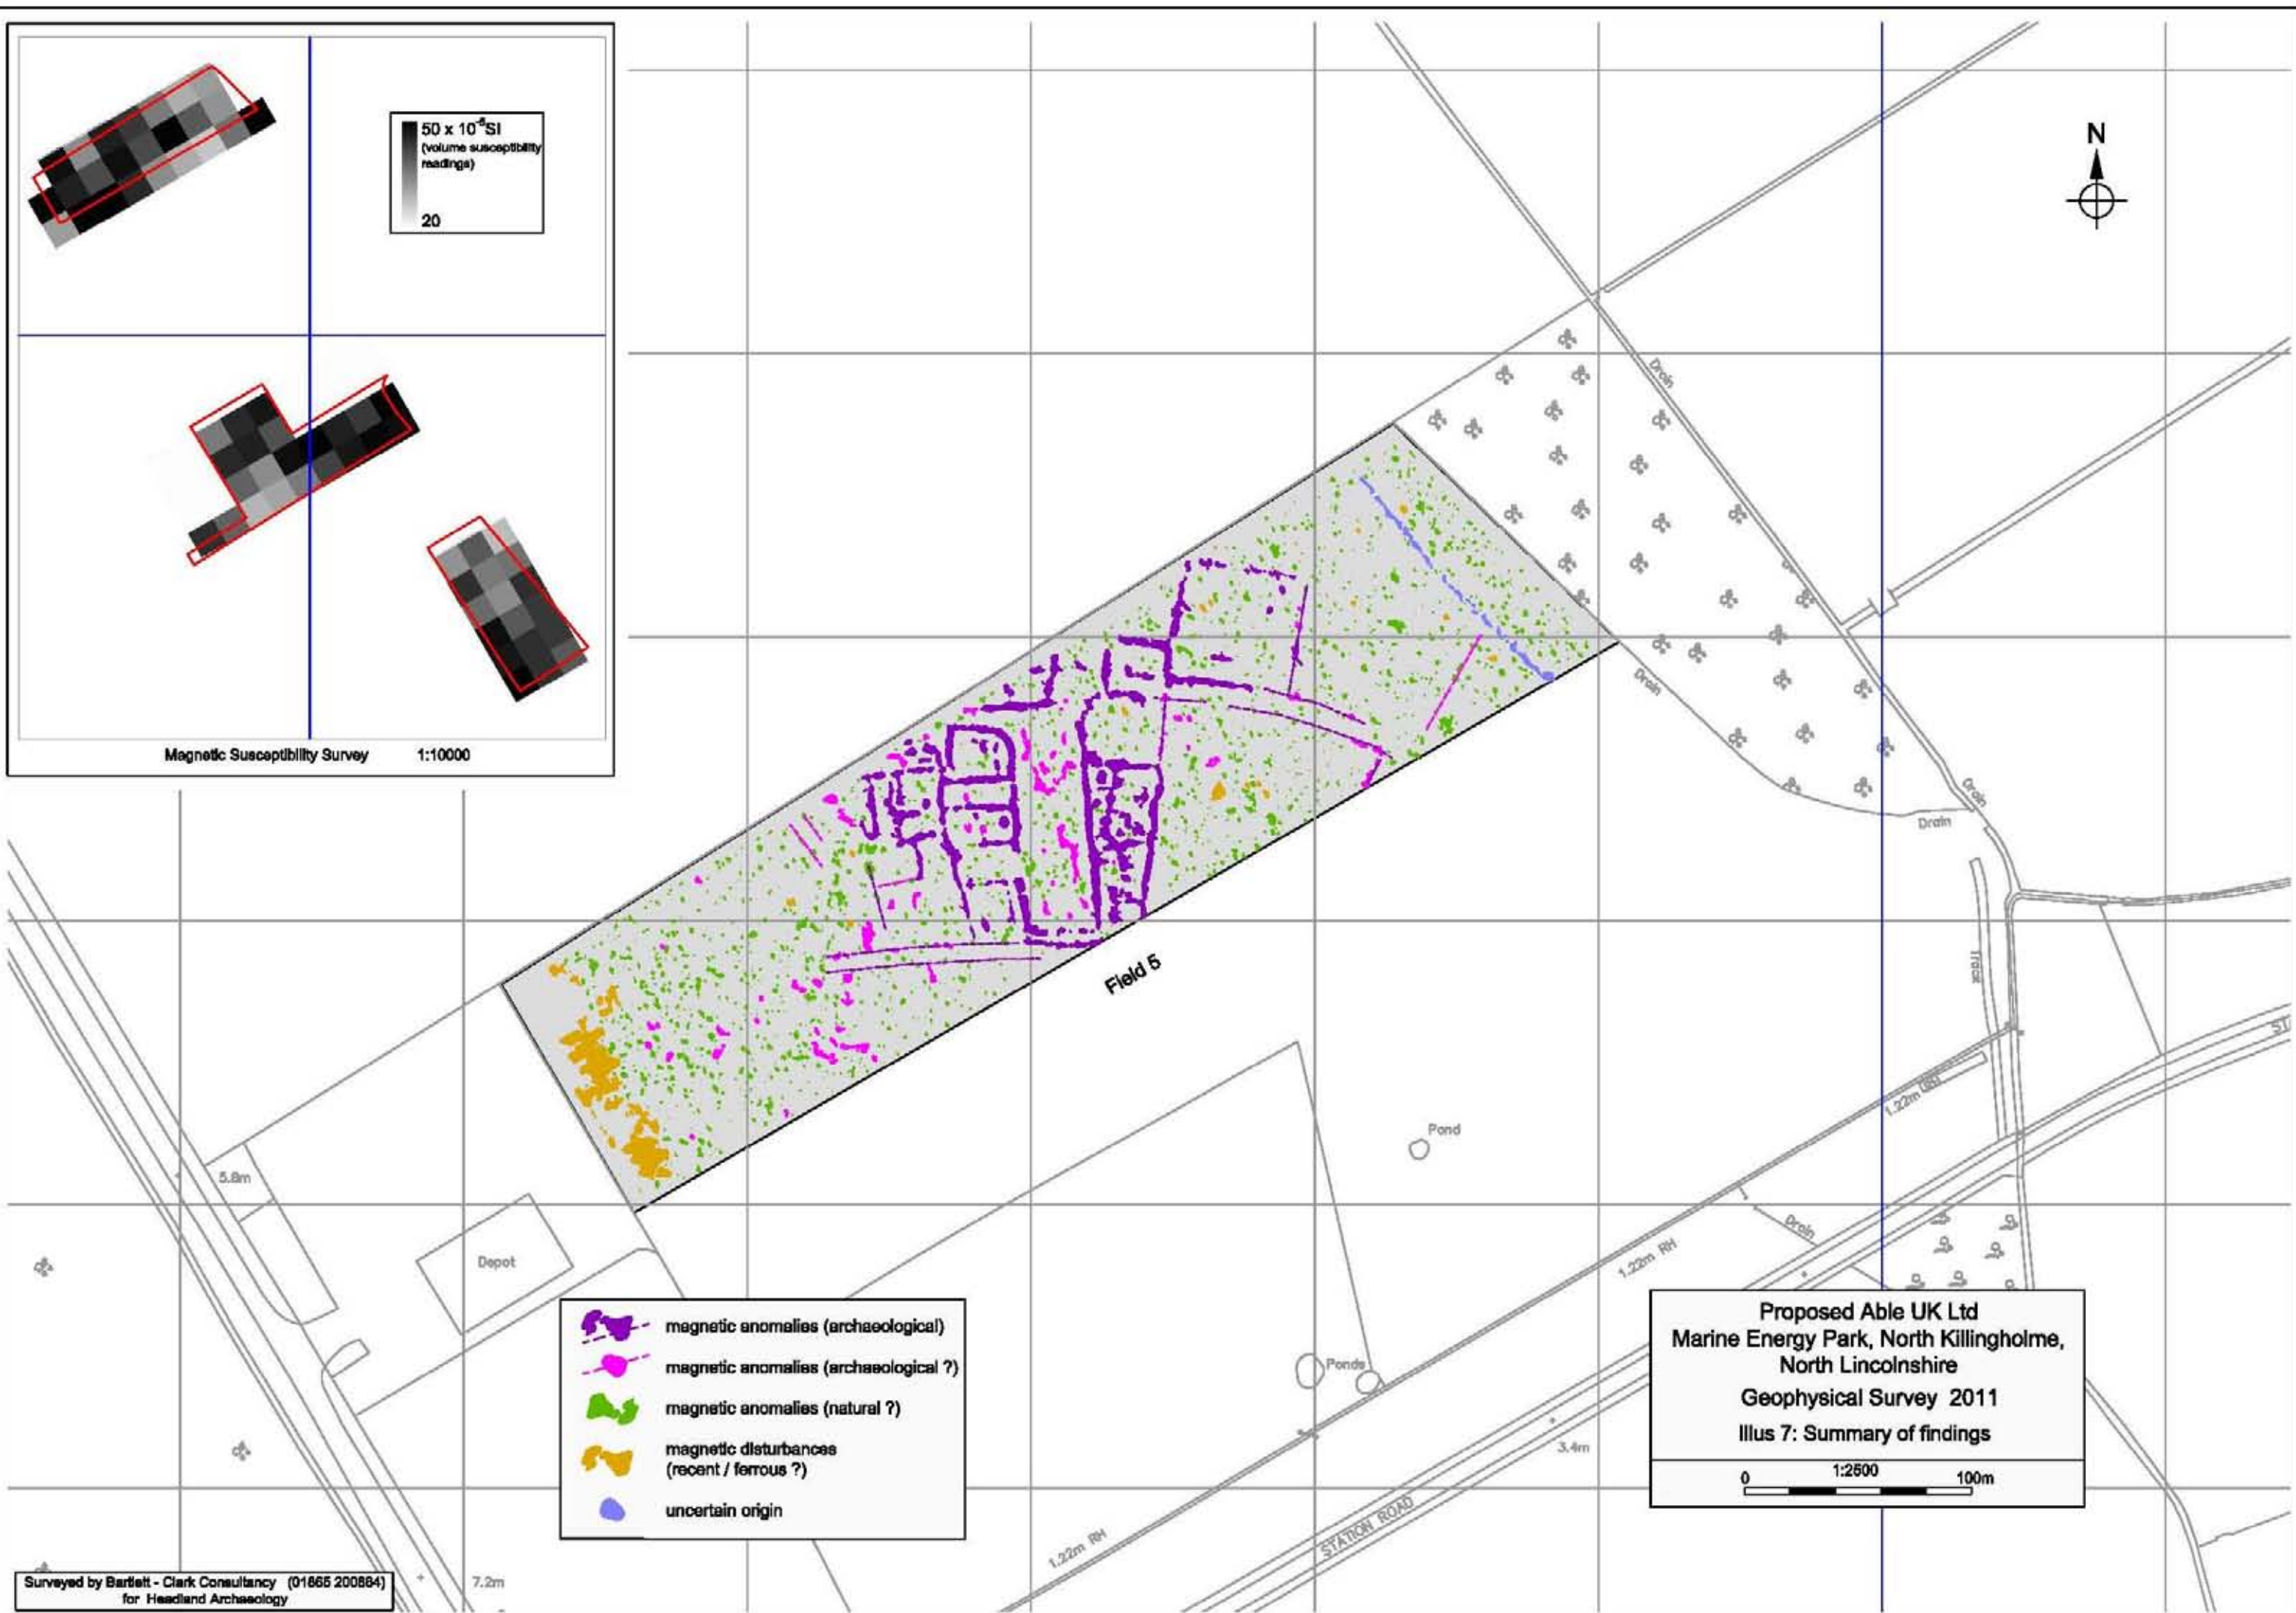 50 x 10⁻⁵SI
(volume susceptibility
readings)
20
Magnetic Susceptibility Survey 1:10000
N
Drain
Drain
Drain
Drain
Track
Field 5
Pond
1.22m RH
Drain
1.22m RH
5.8m
Depot
Ponds
3.4m
STATION ROAD
1.22m RH
7.2m
ST
magnetic anomalies (archaeological)
magnetic anomalies (archaeological ?)
magnetic anomalies (natural ?)
magnetic disturbances
(recent / ferrous ?)
uncertain origin
Proposed Able UK Ltd
Marine Energy Park, North Killingholme,
North Lincolnshire
Geophysical Survey 2011
Illus 7: Summary of findings
0 1:2500 100m
Surveyed by Bartlett - Clark Consultancy (01865 200864)
for Headland Archaeology